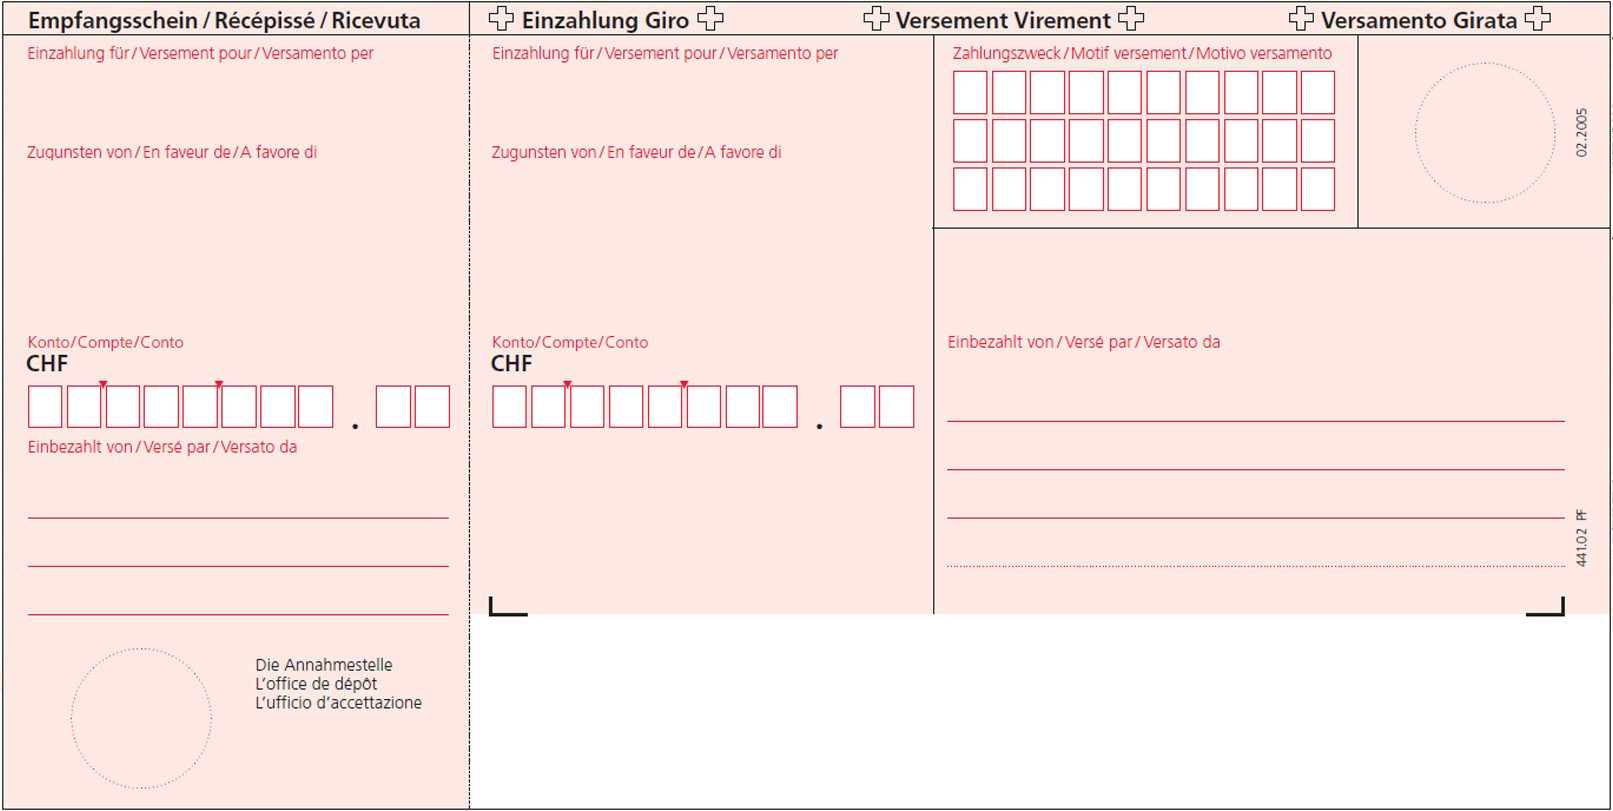 Empfangsschein / Récépissé / Ricevuta
Einzahlung für / Versement pour / Versamento per
Zugunsten von / En faveur de / A favore di
Konto / Compte / Conto
CHF
.
Einbezahlt von / Versé par / Versato da
Die Annahmestelle
L’office de dépôt
L’ufficio d’accettazione
Einzahlung Giro
Versement Virement
Versamento Girata
Einzahlung für / Versement pour / Versamento per
Zugunsten von / En faveur de / A favore di
Konto / Compte / Conto
CHF
.
Zahlungszweck / Motif versement / Motivo versamento
02.2005
Einbezahlt von / Versé par / Versato da
441.02 PF